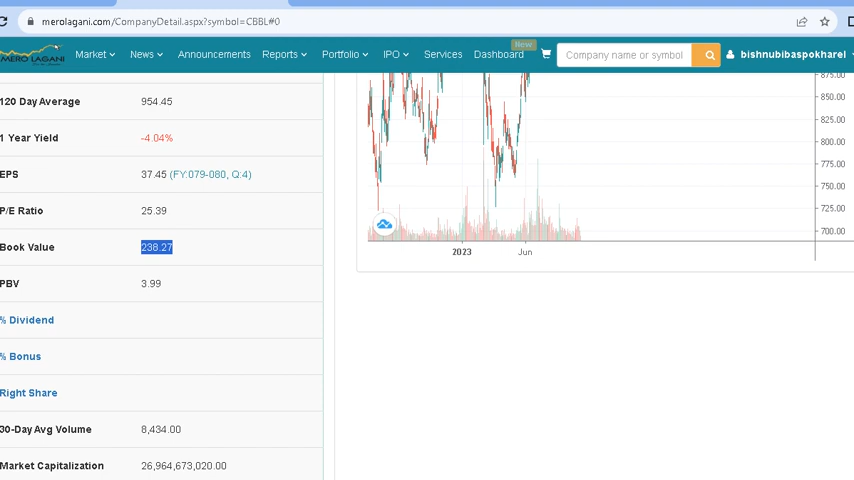 merolagani.com/CompanyDetail.aspx?symbol=CBBL#0
MERO LAGANI
Market
News
Announcements
Reports
Portfolio
IPO
Services
Dashboard
New
Company name or symbol
bishnubibaspokharel
120 Day Average 954.45
1 Year Yield -4.04%
EPS 37.45 (FY:079-080, Q:4)
P/E Ratio 25.39
Book Value 238.27
PBV 3.99
% Dividend
% Bonus
Right Share
30-Day Avg Volume 8,434.00
Market Capitalization 26,964,673,020.00
875.00
850.00
825.00
800.00
775.00
750.00
725.00
700.00
2023 Jun